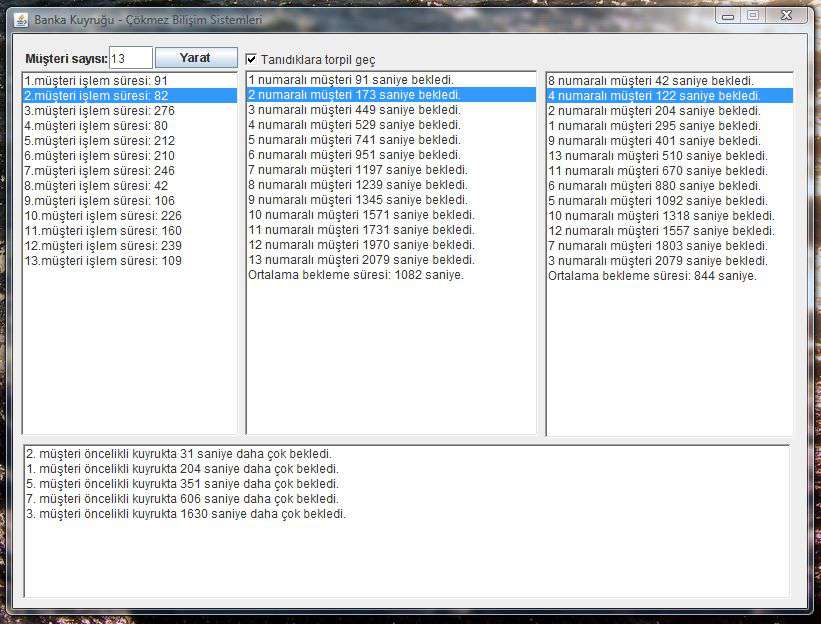 Banka Kuyruğu - Çökmez Bilişim Sistemleri
Müşteri sayısı: 13 Yarat Tanıdıklara torpil geç
1.müşteri işlem süresi: 91
2.müşteri işlem süresi: 82
3.müşteri işlem süresi: 276
4.müşteri işlem süresi: 80
5.müşteri işlem süresi: 212
6.müşteri işlem süresi: 210
7.müşteri işlem süresi: 246
8.müşteri işlem süresi: 42
9.müşteri işlem süresi: 106
10.müşteri işlem süresi: 226
11.müşteri işlem süresi: 160
12.müşteri işlem süresi: 239
13.müşteri işlem süresi: 109
1 numaralı müşteri 91 saniye bekledi.
2 numaralı müşteri 173 saniye bekledi.
3 numaralı müşteri 449 saniye bekledi.
4 numaralı müşteri 529 saniye bekledi.
5 numaralı müşteri 741 saniye bekledi.
6 numaralı müşteri 951 saniye bekledi.
7 numaralı müşteri 1197 saniye bekledi.
8 numaralı müşteri 1239 saniye bekledi.
9 numaralı müşteri 1345 saniye bekledi.
10 numaralı müşteri 1571 saniye bekledi.
11 numaralı müşteri 1731 saniye bekledi.
12 numaralı müşteri 1970 saniye bekledi.
13 numaralı müşteri 2079 saniye bekledi.
Ortalama bekleme süresi: 1082 saniye.
8 numaralı müşteri 42 saniye bekledi.
4 numaralı müşteri 122 saniye bekledi.
2 numaralı müşteri 204 saniye bekledi.
1 numaralı müşteri 295 saniye bekledi.
9 numaralı müşteri 401 saniye bekledi.
13 numaralı müşteri 510 saniye bekledi.
11 numaralı müşteri 670 saniye bekledi.
6 numaralı müşteri 880 saniye bekledi.
5 numaralı müşteri 1092 saniye bekledi.
10 numaralı müşteri 1318 saniye bekledi.
12 numaralı müşteri 1557 saniye bekledi.
7 numaralı müşteri 1803 saniye bekledi.
3 numaralı müşteri 2079 saniye bekledi.
Ortalama bekleme süresi: 844 saniye.
2. müşteri öncelikli kuyrukta 31 saniye daha çok bekledi.
1. müşteri öncelikli kuyrukta 204 saniye daha çok bekledi.
5. müşteri öncelikli kuyrukta 351 saniye daha çok bekledi.
7. müşteri öncelikli kuyrukta 606 saniye daha çok bekledi.
3. müşteri öncelikli kuyrukta 1630 saniye daha çok bekledi.